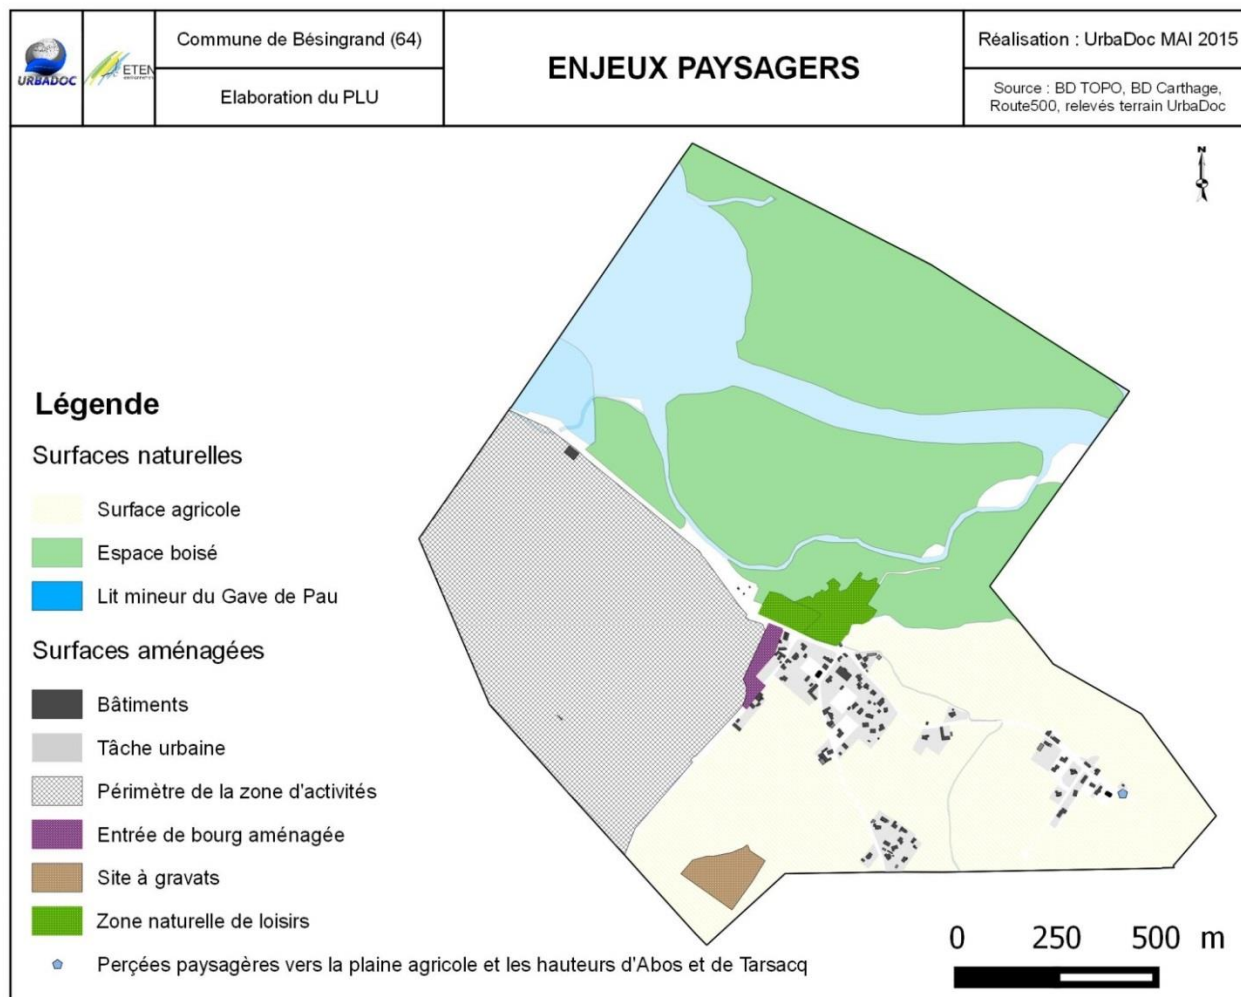 URBADOC
ETEN
Commune de Bésingrand (64)
Elaboration du PLU
ENJEUX PAYSAGERS
Réalisation : UrbaDoc MAI 2015
Source : BD TOPO, BD Carthage,
Route500, relevés terrain UrbaDoc
N
Légende
Surfaces naturelles
Surface agricole
Espace boisé
Lit mineur du Gave de Pau
Surfaces aménagées
Bâtiments
Tâche urbaine
Périmètre de la zone d'activités
Entrée de bourg aménagée
Site à gravats
Zone naturelle de loisirs
Perçées paysagères vers la plaine agricole et les hauteurs d'Abos et de Tarsacq
0 250 500 m